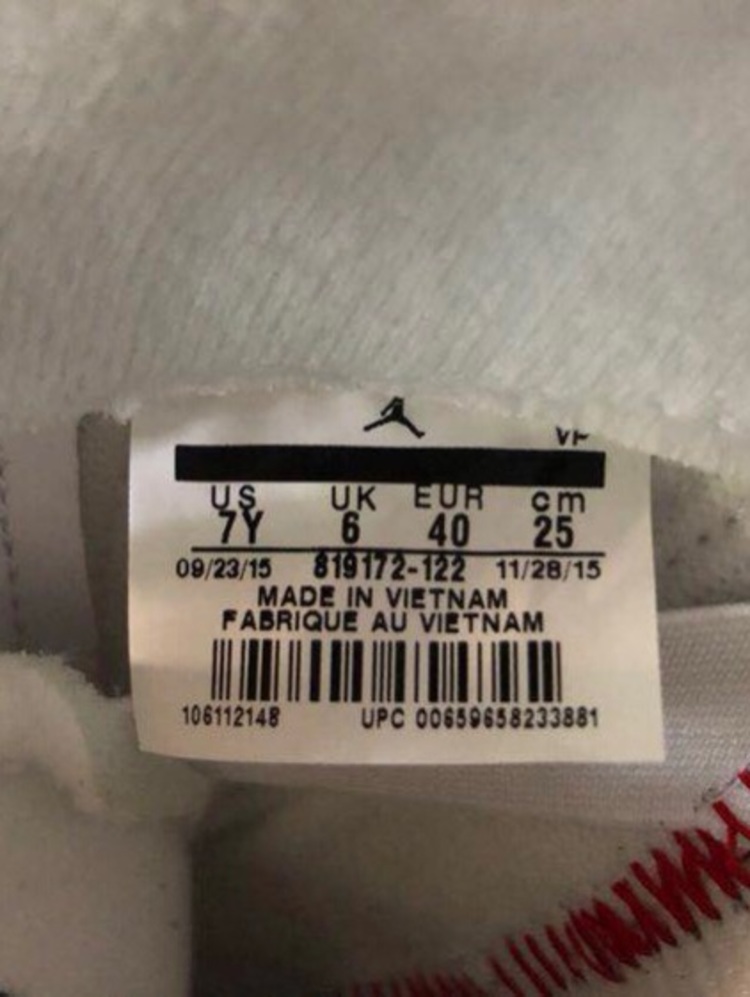 VF
US UK EUR cm
7Y 6 40 25
09/23/15 819172-122 11/28/15
MADE IN VIETNAM
FABRIQUE AU VIETNAM
106112148 UPC 00659658233881